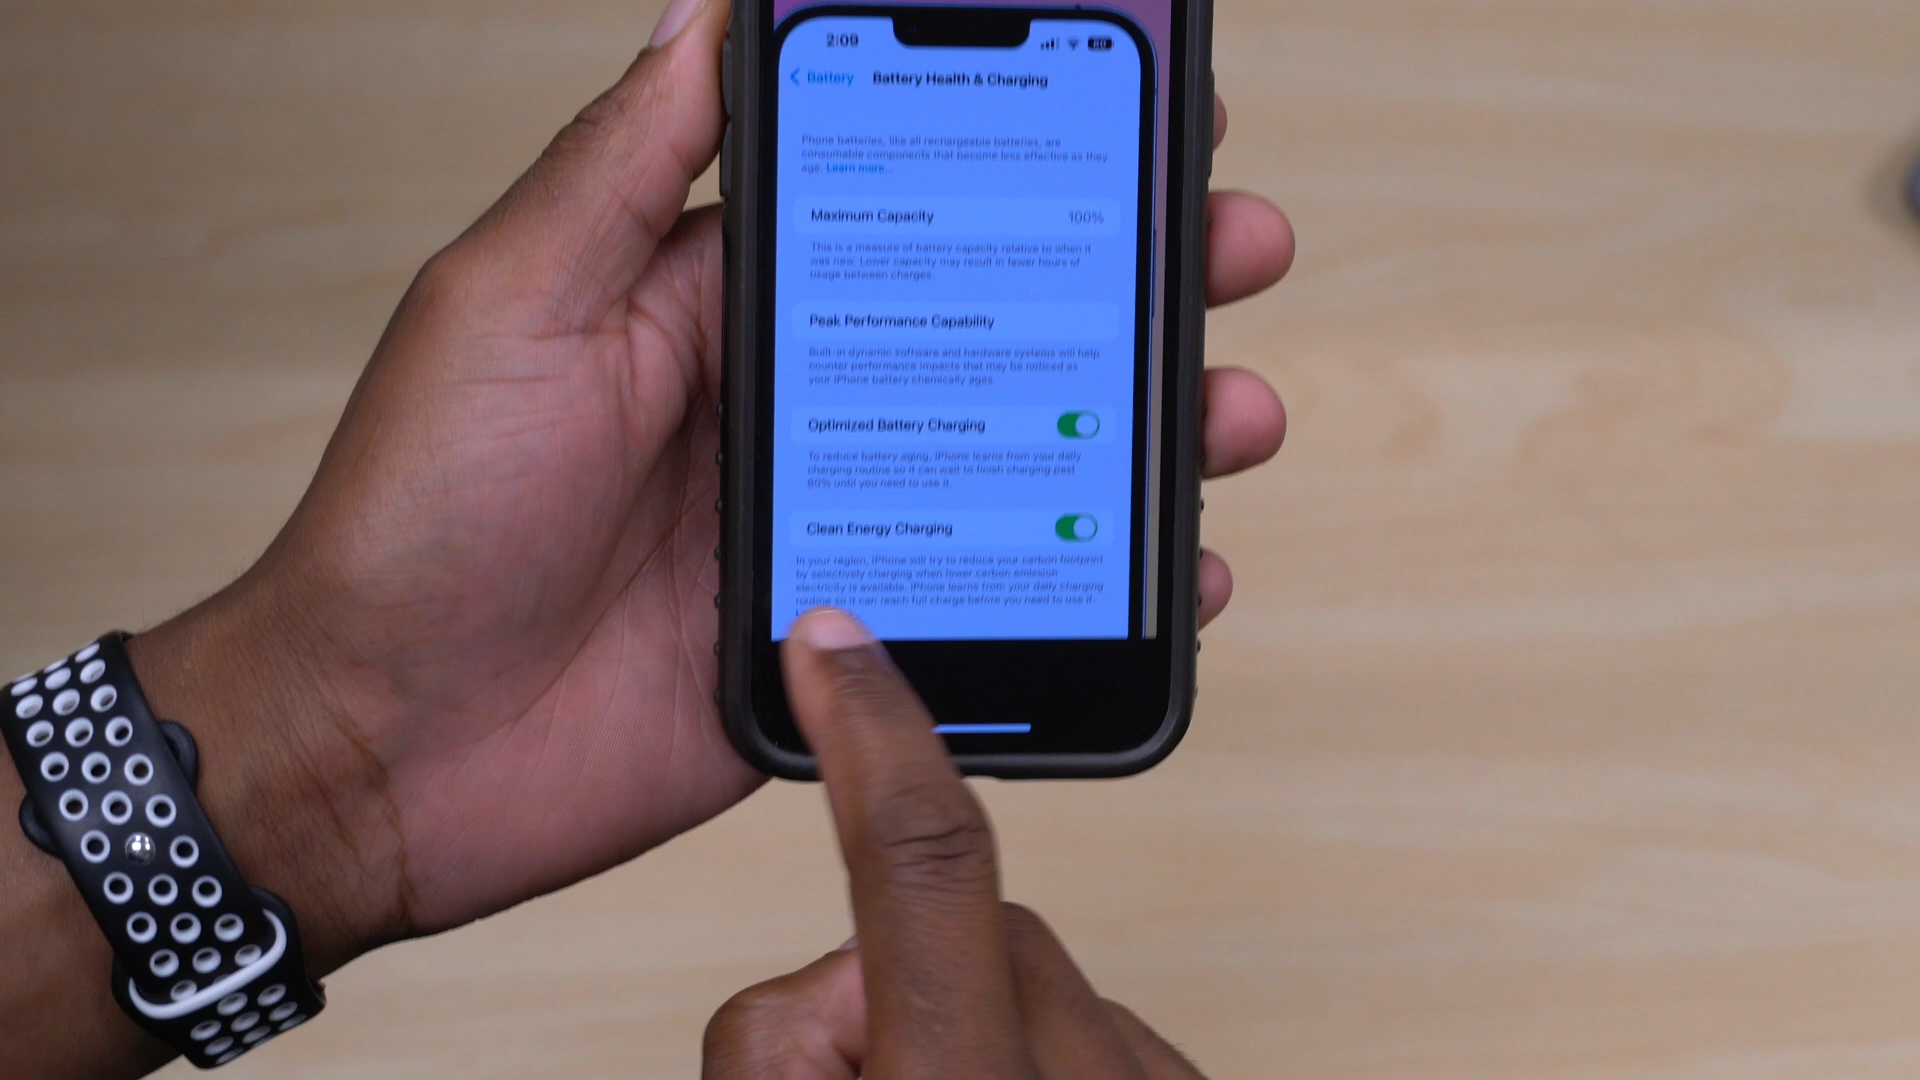 2:09
80
Battery Battery Health & Charging
Phone batteries, like all rechargeable batteries, are
consumable components that become less effective as they
age. Learn more...
Maximum Capacity 100%
This is a measure of battery capacity relative to when it
was new. Lower capacity may result in fewer hours of
usage between charges.
Peak Performance Capability
Built-in dynamic software and hardware systems will help
counter performance impacts that may be noticed as
your iPhone battery chemically ages.
Optimized Battery Charging
To reduce battery aging, iPhone learns from your daily
charging routine so it can wait to finish charging past
80% until you need to use it.
Clean Energy Charging
In your region, iPhone will try to reduce your carbon footprint
by selectively charging when lower carbon emission
electricity is available. iPhone learns from your daily charging
routine so it can reach full charge before you need to use it.